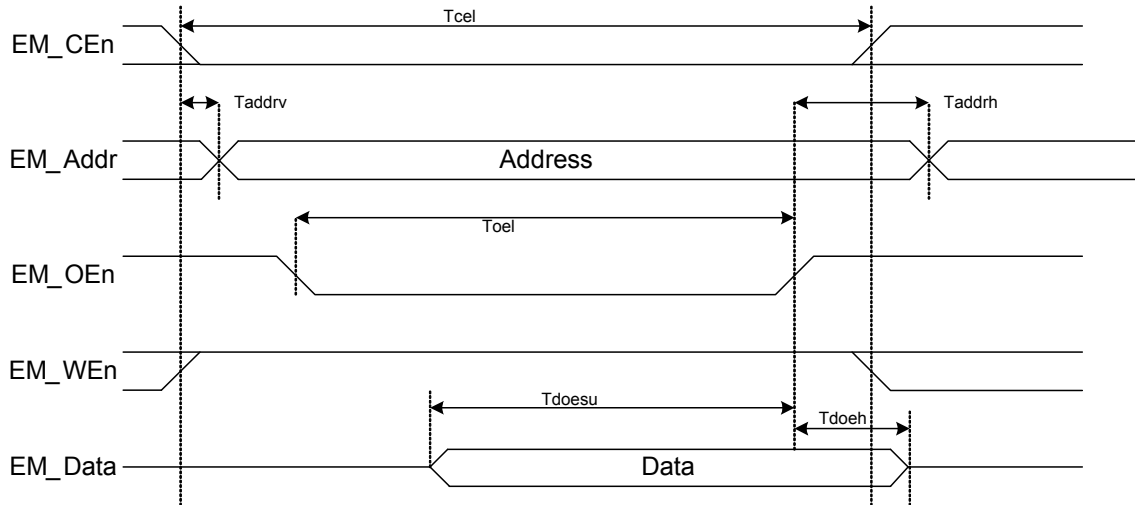 Tcel
EM_CEn
Taddrv
Taddrh
EM_Addr
Address
Toel
EM_OEn
EM_WEn
Tdoesu
Tdoeh
EM_Data
Data